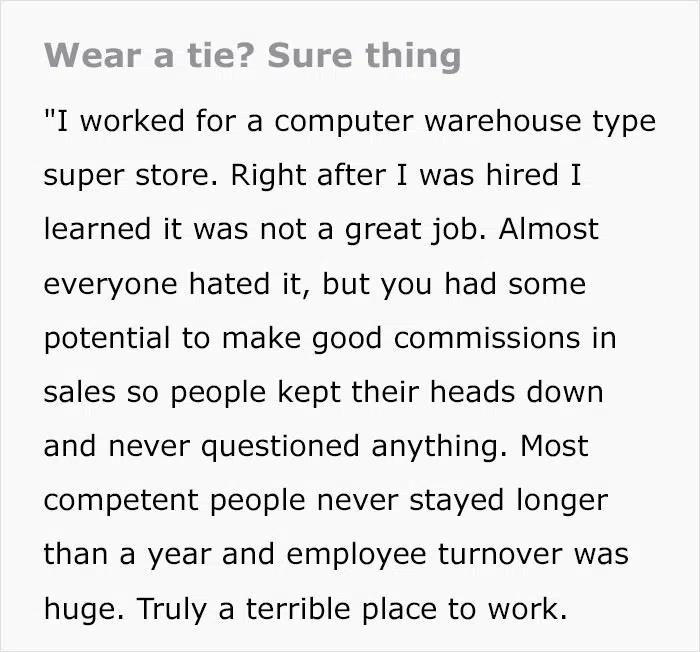 Wear a tie? Sure thing
"I worked for a computer warehouse type
super store. Right after I was hired I
learned it was not a great job. Almost
everyone hated it, but you had some
potential to make good commissions in
sales so people kept their heads down
and never questioned anything. Most
competent people never stayed longer
than a year and employee turnover was
huge. Truly a terrible place to work.